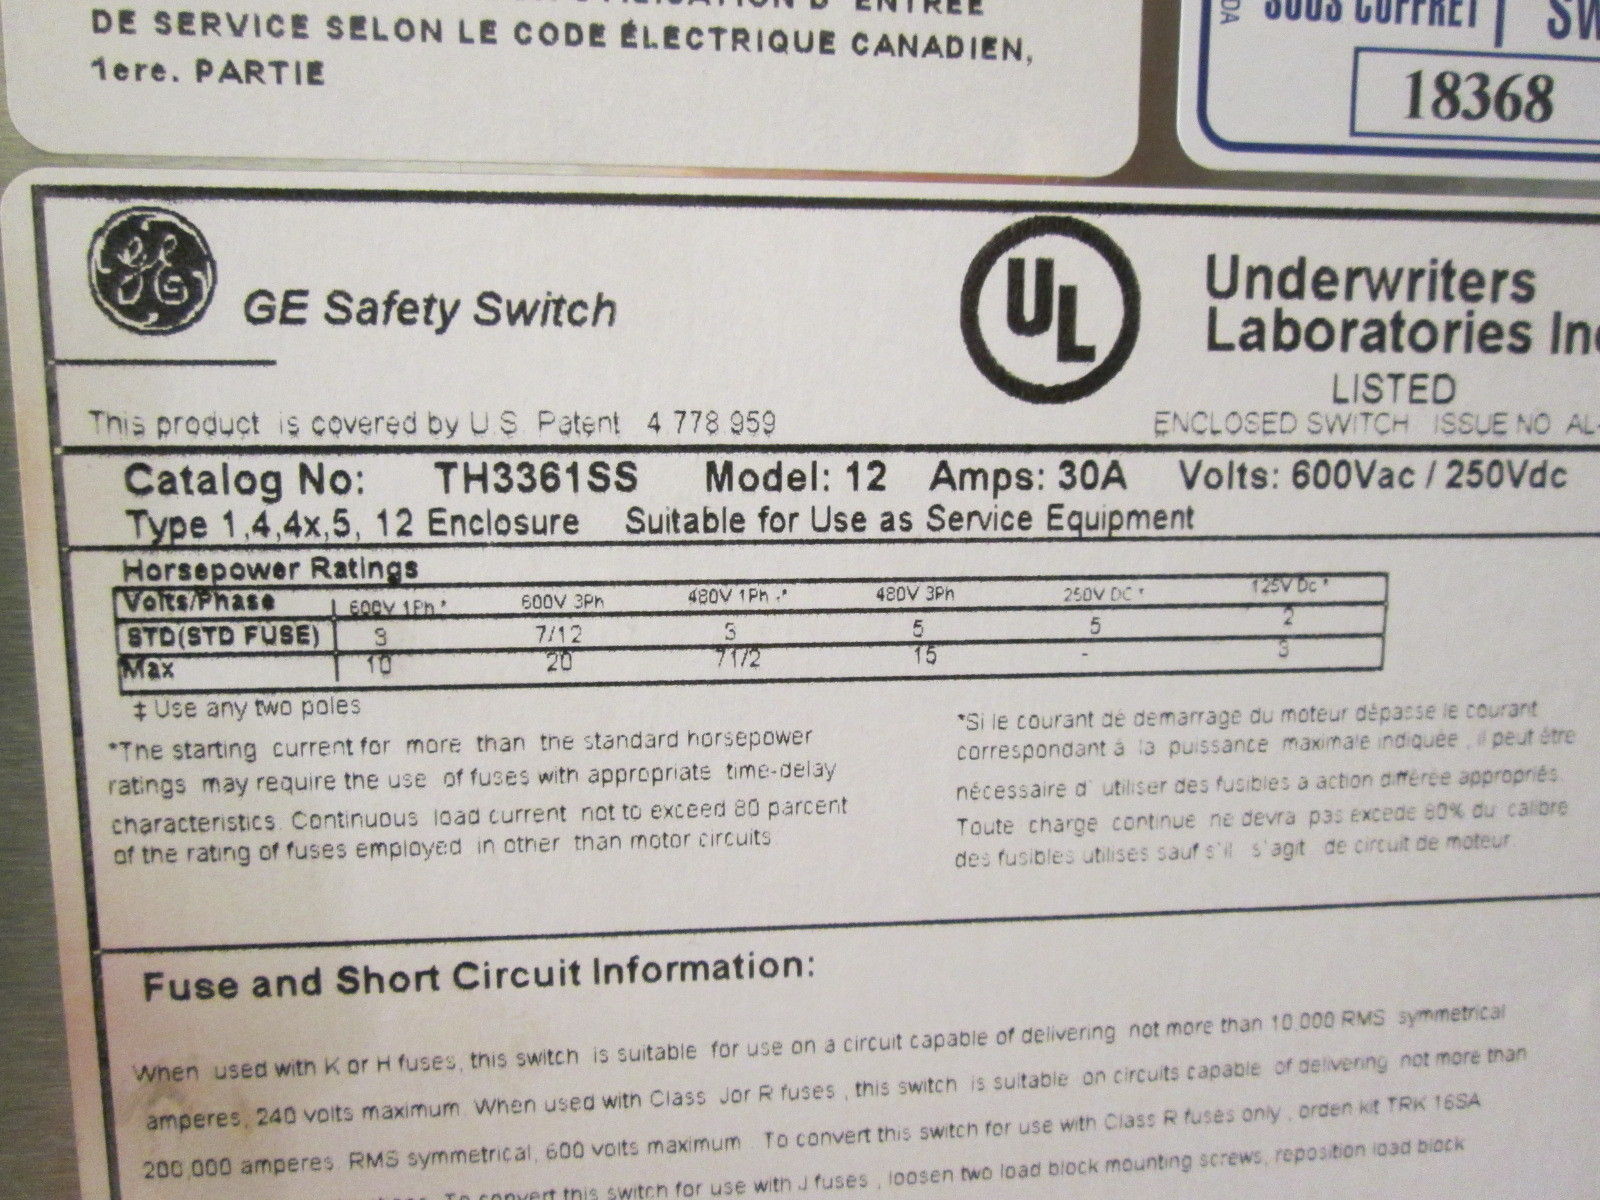 D' ENTRÉE
DE SERVICE SELON LE CODE ÉLECTRIQUE CANADIEN,
1ere. PARTIE
SOUS COFFRET
18368
GE
GE Safety Switch
UL
Underwriters
Laboratories
LISTED
This product is covered by U.S. Patent 4 778 959
ENCLOSED SWITCH ISSUE NO AL-
Catalog No: TH3361SS Model: 12 Amps: 30A Volts: 600Vac / 250Vdc
Type 1,4,4x,5, 12 Enclosure Suitable for Use as Service Equipment
Horsepower Ratings
Volts/Phase 600V 1Ph * 600V 3Ph 480V 1Ph .* 480V 3Ph 250V DC * 125V Dc *
STD(STD FUSE) 3 7/12 3 5 5 2
Max 10 20 71/2 15 - 3
‡ Use any two poles
*The starting current for more than the standard horsepower
ratings may require the use of fuses with appropriate time-delay
characteristics. Continuous load current not to exceed 80 parcent
of the rating of fuses employed in other than motor circuits
*Si le courant de demarrage du moteur dépasse le courant
correspondant à la puissance maximale indiquée , il peut être
nécessaire d' utiliser des fusibles a action différée appropriés.
Toute charge continue ne devra pas excede 80% du calibre
des fusibles utilises sauf s'il s'agit de circuit de moteur.
Fuse and Short Circuit Information:
When used with K or H fuses, this switch is suitable for use on a circuit capable of delivering not more than 10,000 RMS symmetrical
amperes, 240 volts maximum. When used with Class Jor R fuses , this switch is suitable on circuits capable of delivering not more than
200,000 amperes. RMS symmetrical, 600 volts maximum . To convert this switch for use with Class R fuses only , orden kit TRK 16SA
To convert this switch for use with J fuses , loosen two load block mounting screws, reposition load block